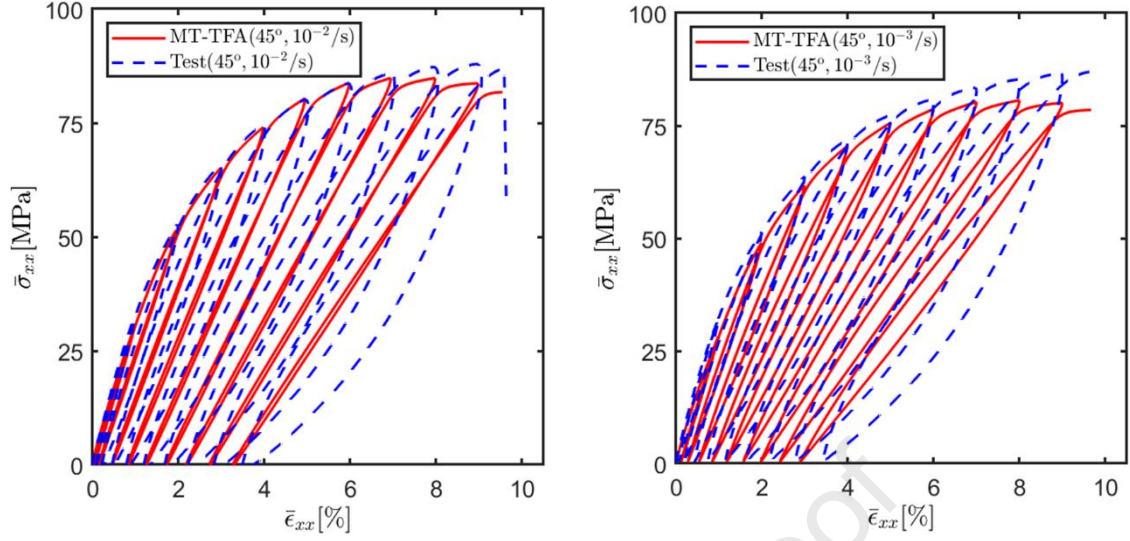 MT-TFA(45°, 10⁻²/s)
Test(45°, 10⁻²/s)
100
75
50
25
0
0 2 4 6 8 10
σ̄xx[MPa]
ε̄xx[%]
MT-TFA(45°, 10⁻³/s)
Test(45°, 10⁻³/s)
100
75
50
25
0
0 2 4 6 8 10
σ̄xx[MPa]
ε̄xx[%]
oof